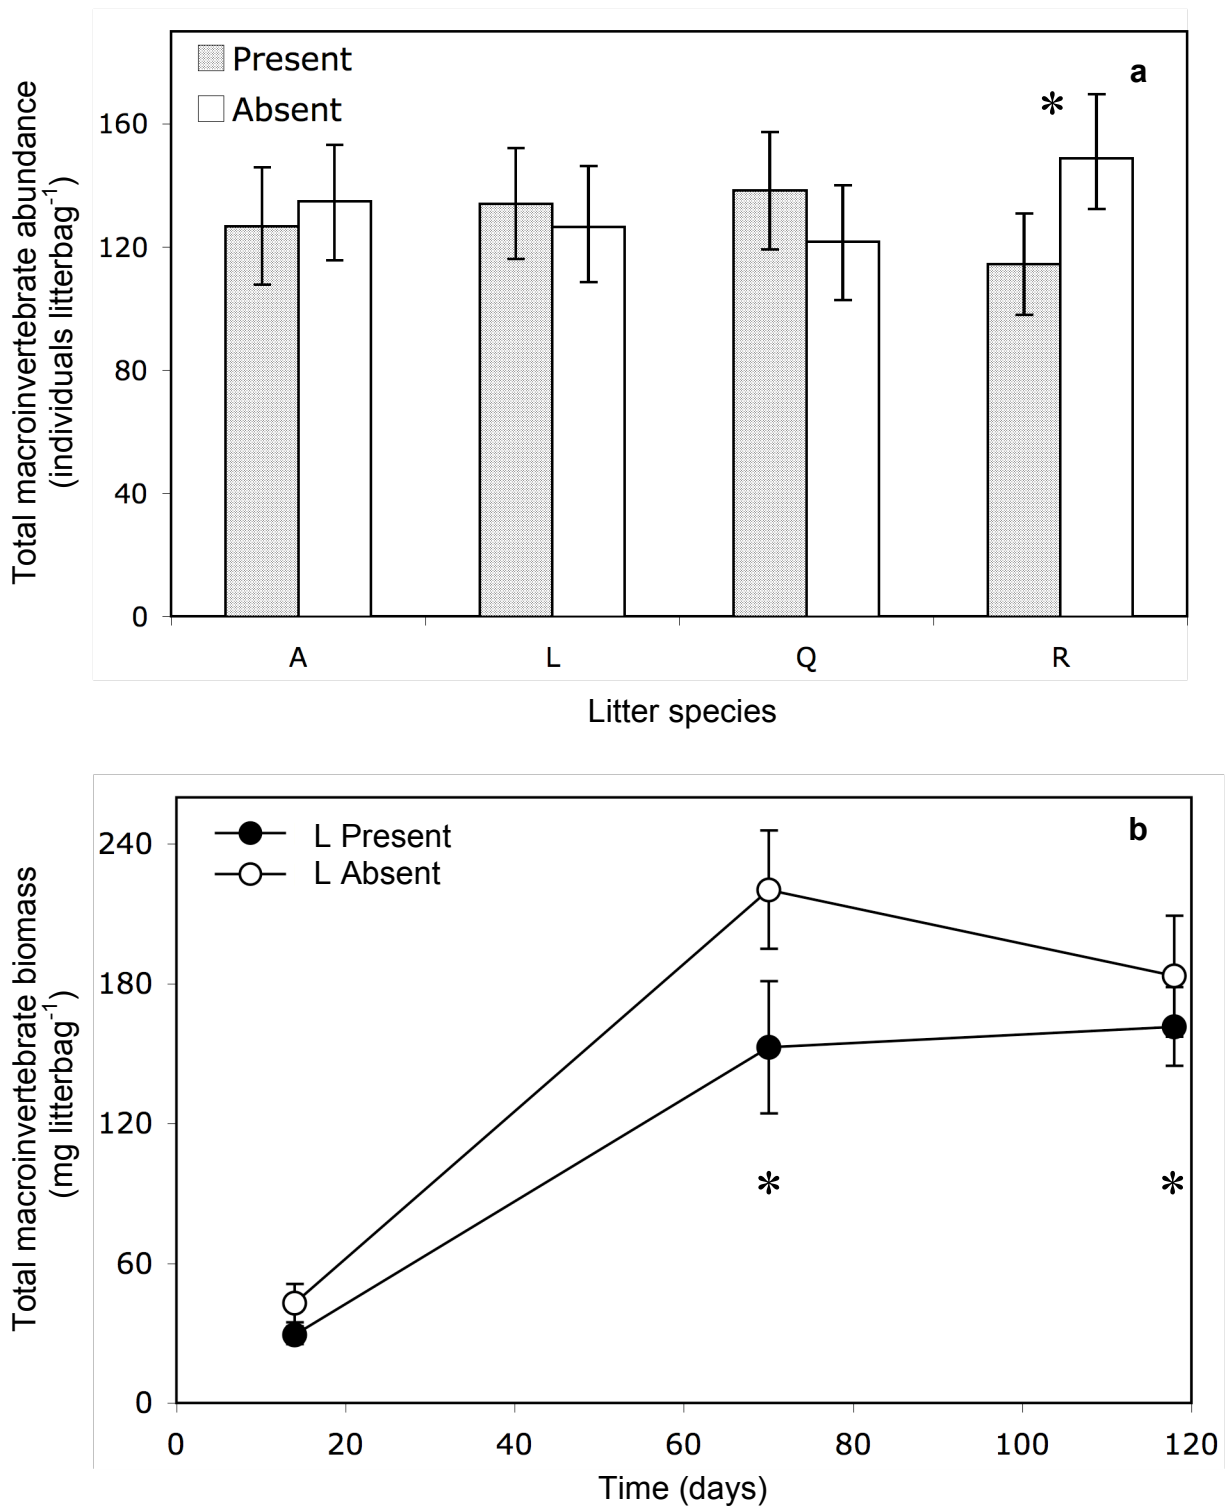 Present
Absent
a
*
Total macroinvertebrate abundance
(individuals litterbag⁻¹)
160
120
80
40
0
A L Q R
Litter species
L Present
L Absent
b
Total macroinvertebrate biomass
(mg litterbag⁻¹)
240
180
120
60
0
* *
0 20 40 60 80 100 120
Time (days)